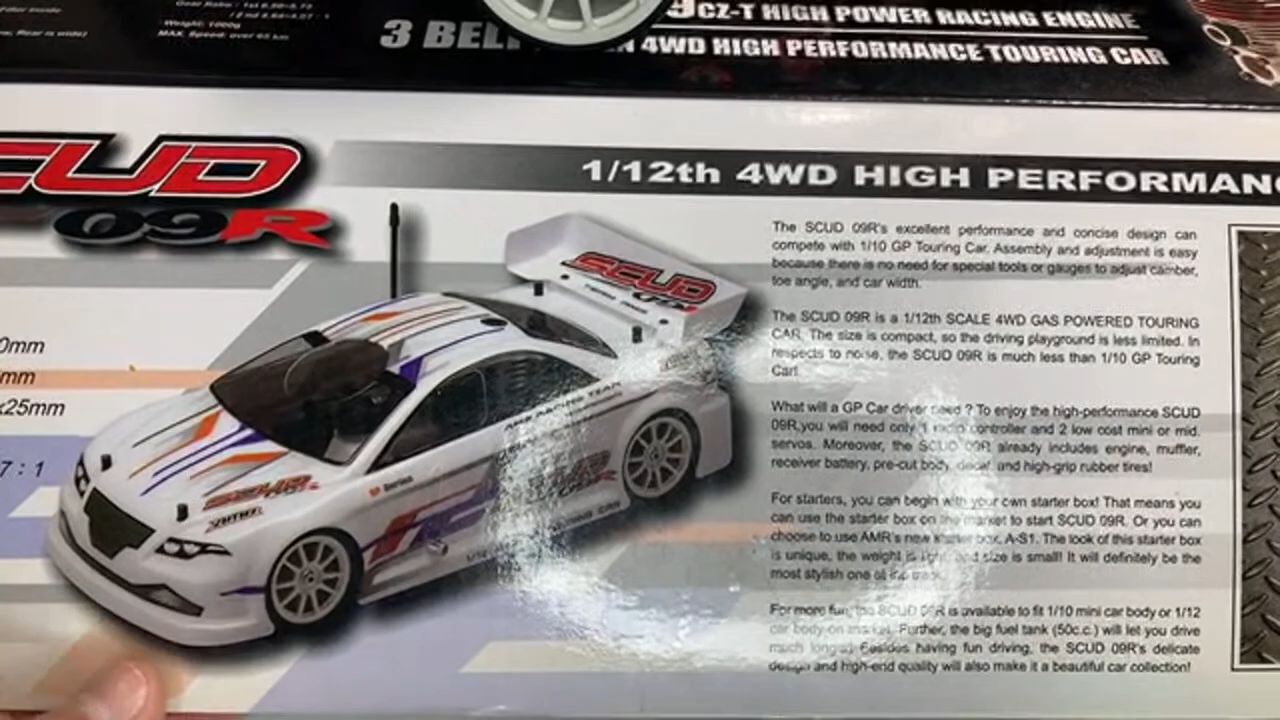 MAX. Speed: over 65 km
9CZ-T HIGH POWER RACING ENGINE
3 BEL
4WD HIGH PERFORMANCE TOURING CAR
SCUD
09R
1/12th 4WD HIGH PERFORMANC
0mm
mm
x25mm
7 : 1
SCUD
AMR RACING TEAM
SCUD
The SCUD 09R's excellent performance and concise design can
compete with 1/10 GP Touring Car. Assembly and adjustment is easy
because there is no need for special tools or gauges to adjust camber,
toe angle, and car width.
The SCUD 09R is a 1/12th SCALE 4WD GAS POWERED TOURING
CAR. The size is compact, so the driving playground is less limited. In
respects to noise, the SCUD 09R is much less than 1/10 GP Touring
Car!
What will a GP Car driver need ? To enjoy the high-performance SCUD
09R,you will need only 1 radio controller and 2 low cost mini or mid.
servos. Moreover, the SCUD 09R already includes engine, muffler,
receiver battery, pre-cut body, decal, and high-grip rubber tires!
For starters, you can begin with your own starter box! That means you
can use the starter box on the market to start SCUD 09R. Or you can
choose to use AMR's new starter box, A-S1. The look of this starter box
is unique, the weight is light and size is small! It will definitely be the
most stylish one at the track.
For more fun, the SCUD 09R is available to fit 1/10 mini car body or 1/12
car body on market. Further, the big fuel tank (50c.c.) will let you drive
much longer! Besides having fun driving, the SCUD 09R's delicate
design and high-end quality will also make it a beautiful car collection!